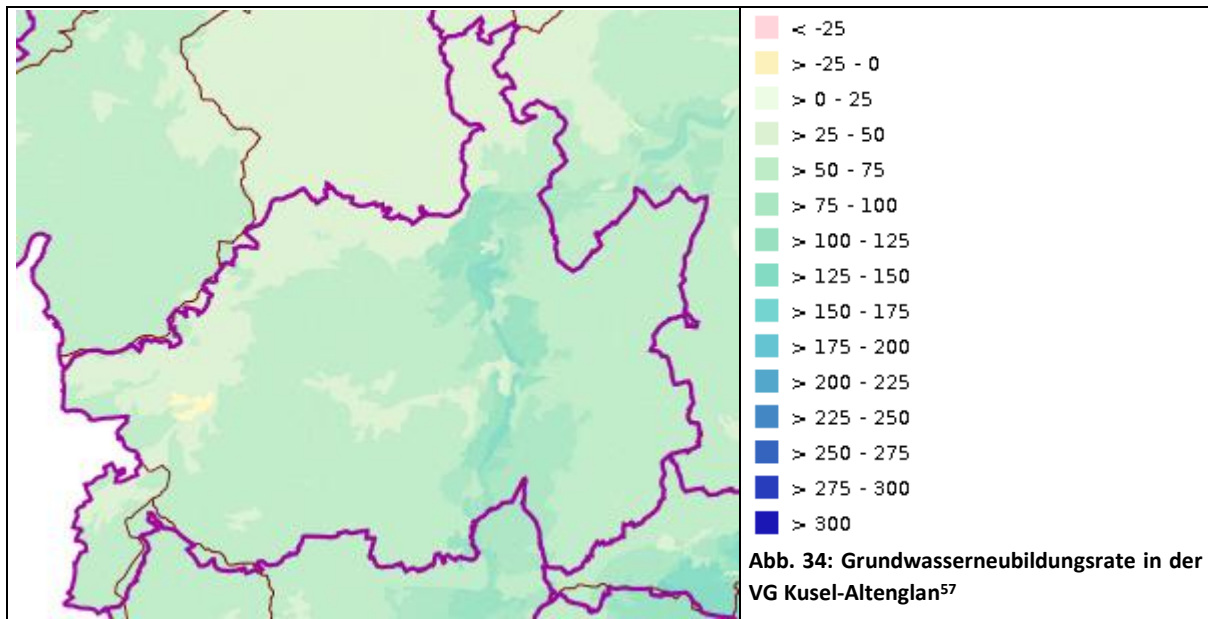 < -25
> -25 - 0
> 0 - 25
> 25 - 50
> 50 - 75
> 75 - 100
> 100 - 125
> 125 - 150
> 150 - 175
> 175 - 200
> 200 - 225
> 225 - 250
> 250 - 275
> 275 - 300
> 300
Abb. 34: Grundwasserneubildungsrate in der
VG Kusel-Altenglan⁵⁷